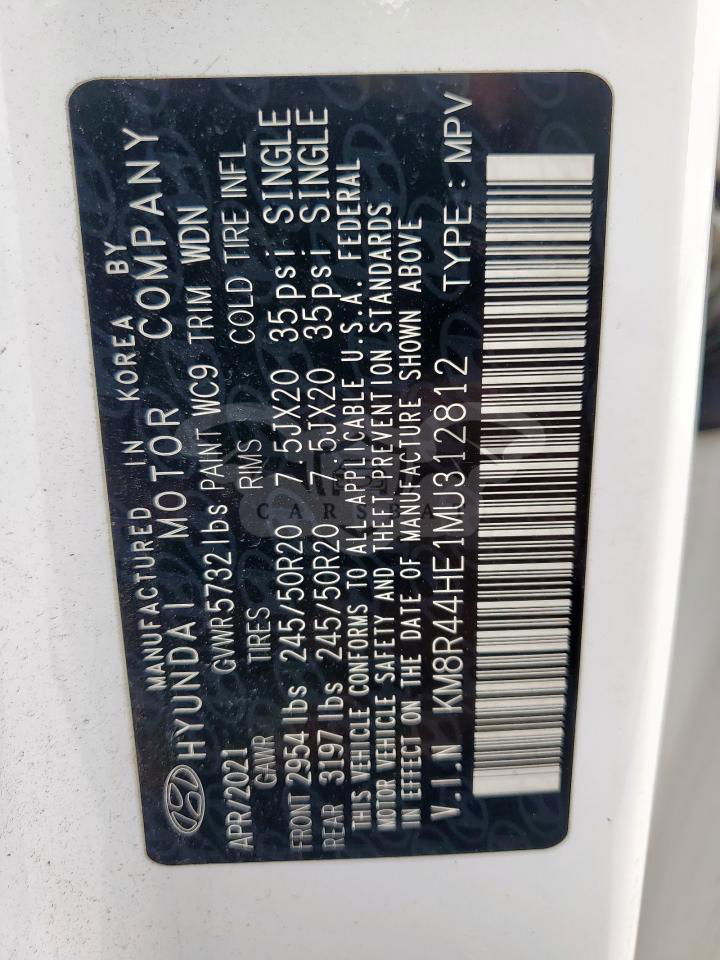 MANUFACTURED IN KOREA BY
HYUNDAI MOTOR COMPANY
APR/2021 GVWR5732lbs PAINT WC9 TRIM WDN
GAWR TIRES RIMS COLD TIRE INFL
FRONT 2954 lbs 245/50R20 7.5JX20 35psi SINGLE
REAR 3197 lbs 245/50R20 7.5JX20 35psi SINGLE
THIS VEHICLE CONFORMS TO ALL APPLICABLE U.S.A. FEDERAL
MOTOR VEHICLE SAFETY AND THEFT PREVENTION STANDARDS
IN EFFECT ON THE DATE OF MANUFACTURE SHOWN ABOVE
V.I.N KM8R44HE1MU312812 TYPE : MPV